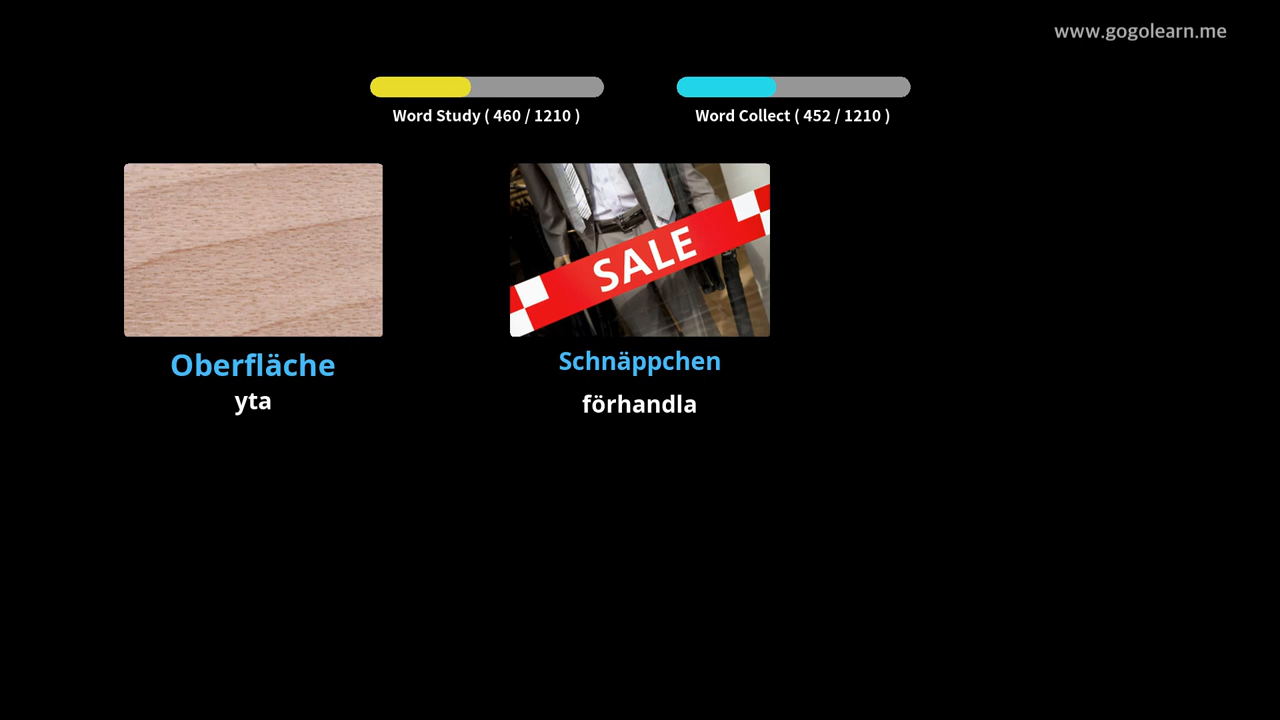 www.gogolearn.me
Word Study ( 460 / 1210 )
Word Collect ( 452 / 1210 )
SALE
Oberfläche
yta
Schnäppchen
förhandla